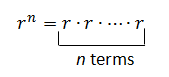 rⁿ = r · r · ⋯ · r
n terms